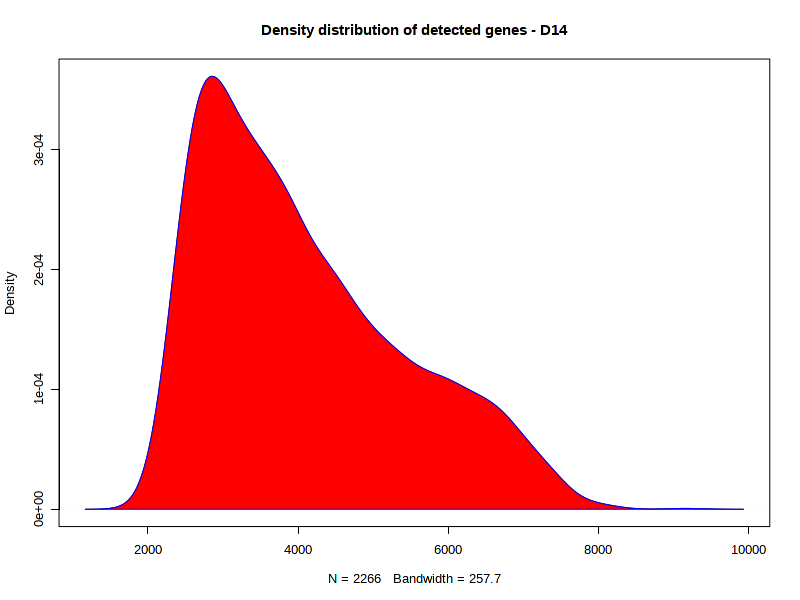 Density distribution of detected genes - D14
Density
3e-04
2e-04
1e-04
0e+00
2000 4000 6000 8000 10000
N = 2266 Bandwidth = 257.7